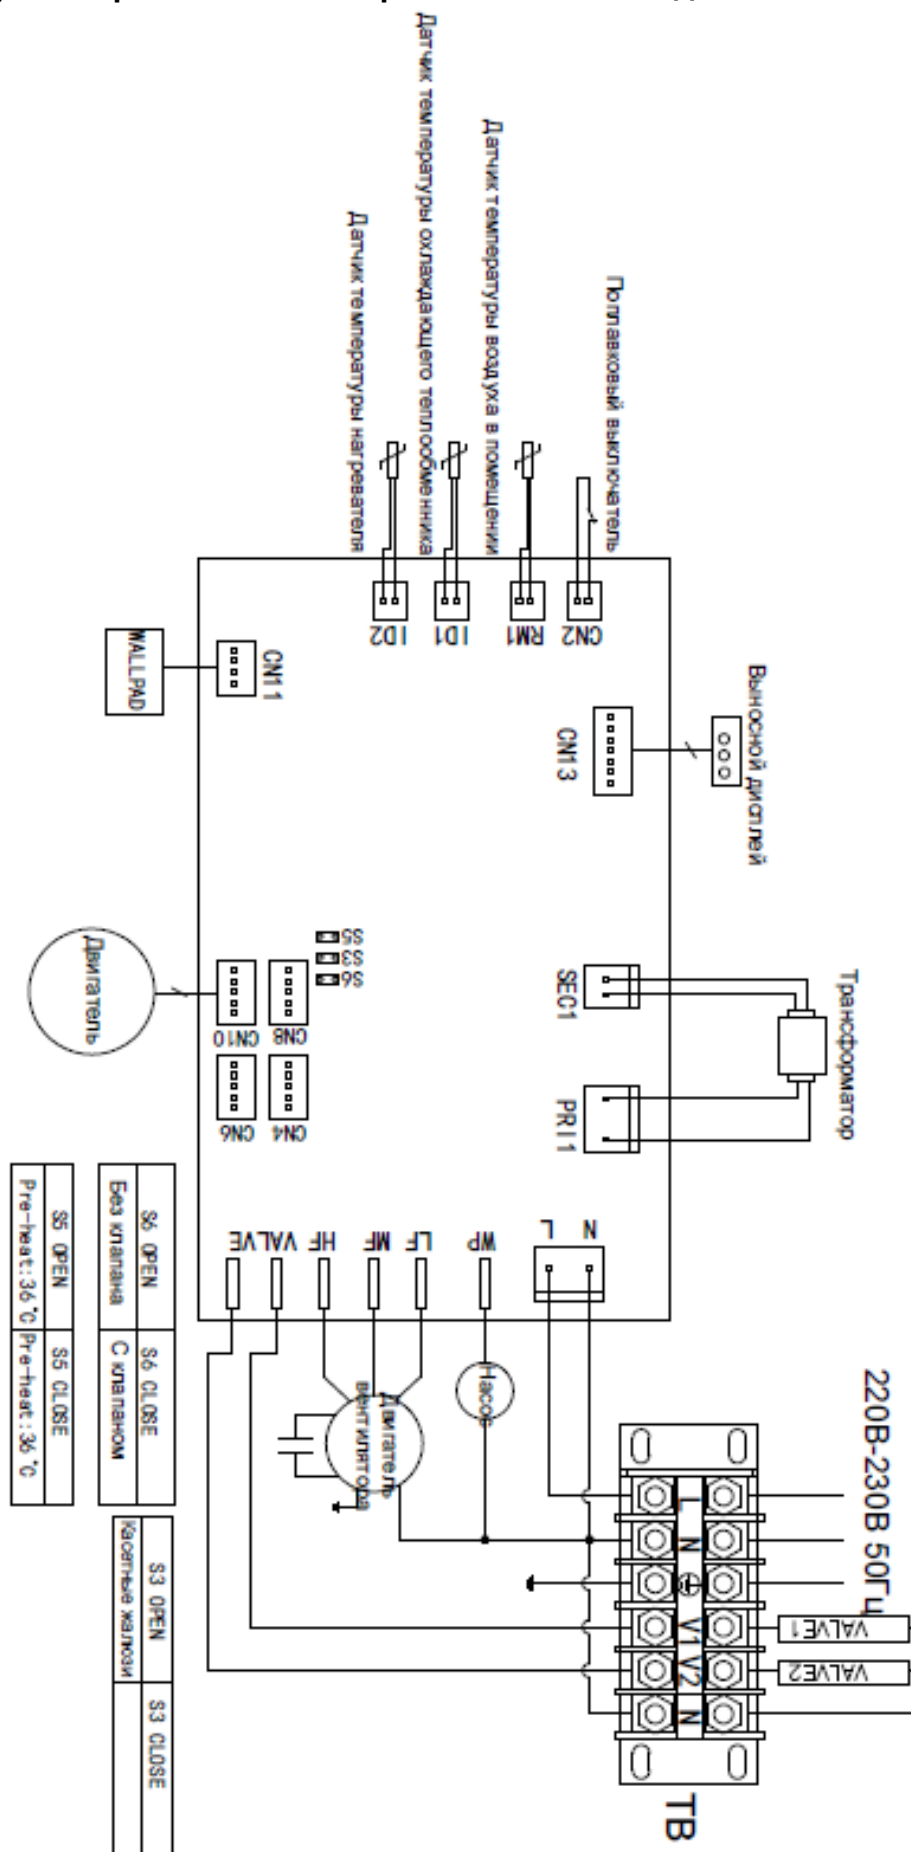 Датчик температуры охлаждающего теплообменника
Датчик температуры воздуха в помещении
Датчик температуры нагревателя
Поплавковый выключатель
ID2
ID1
RM1
CN2
WALLPAD
CN11
CN13
Выносной дисплей
Двигатель
S5
S3
S6
CN10
CN8
CN6
CN4
SEC1
PRI1
Трансформатор
VALVE
VALV
HF
MF
LF
WP
L
N
Насос
Двигатель
вентилятора
220В-230В 50Гц
L
N
V1
V2
N
VALVE1
VALVE2
TB
S6 OPEN
S6 CLOSE
Без клапана
С клапаном
S5 OPEN
S5 CLOSE
Pre-heat:36℃
Pre-heat:36℃
S3 OPEN
S3 CLOSE
Касетные жалюзи